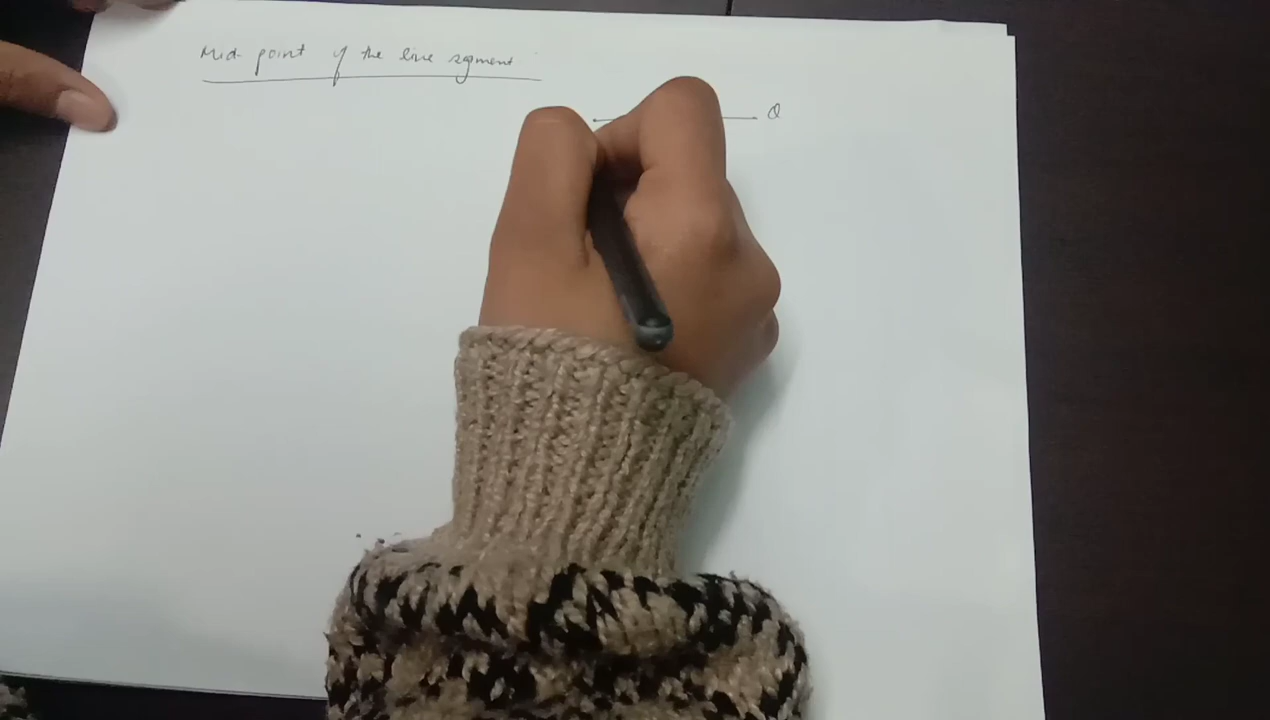 Mid point of the line segment
Q